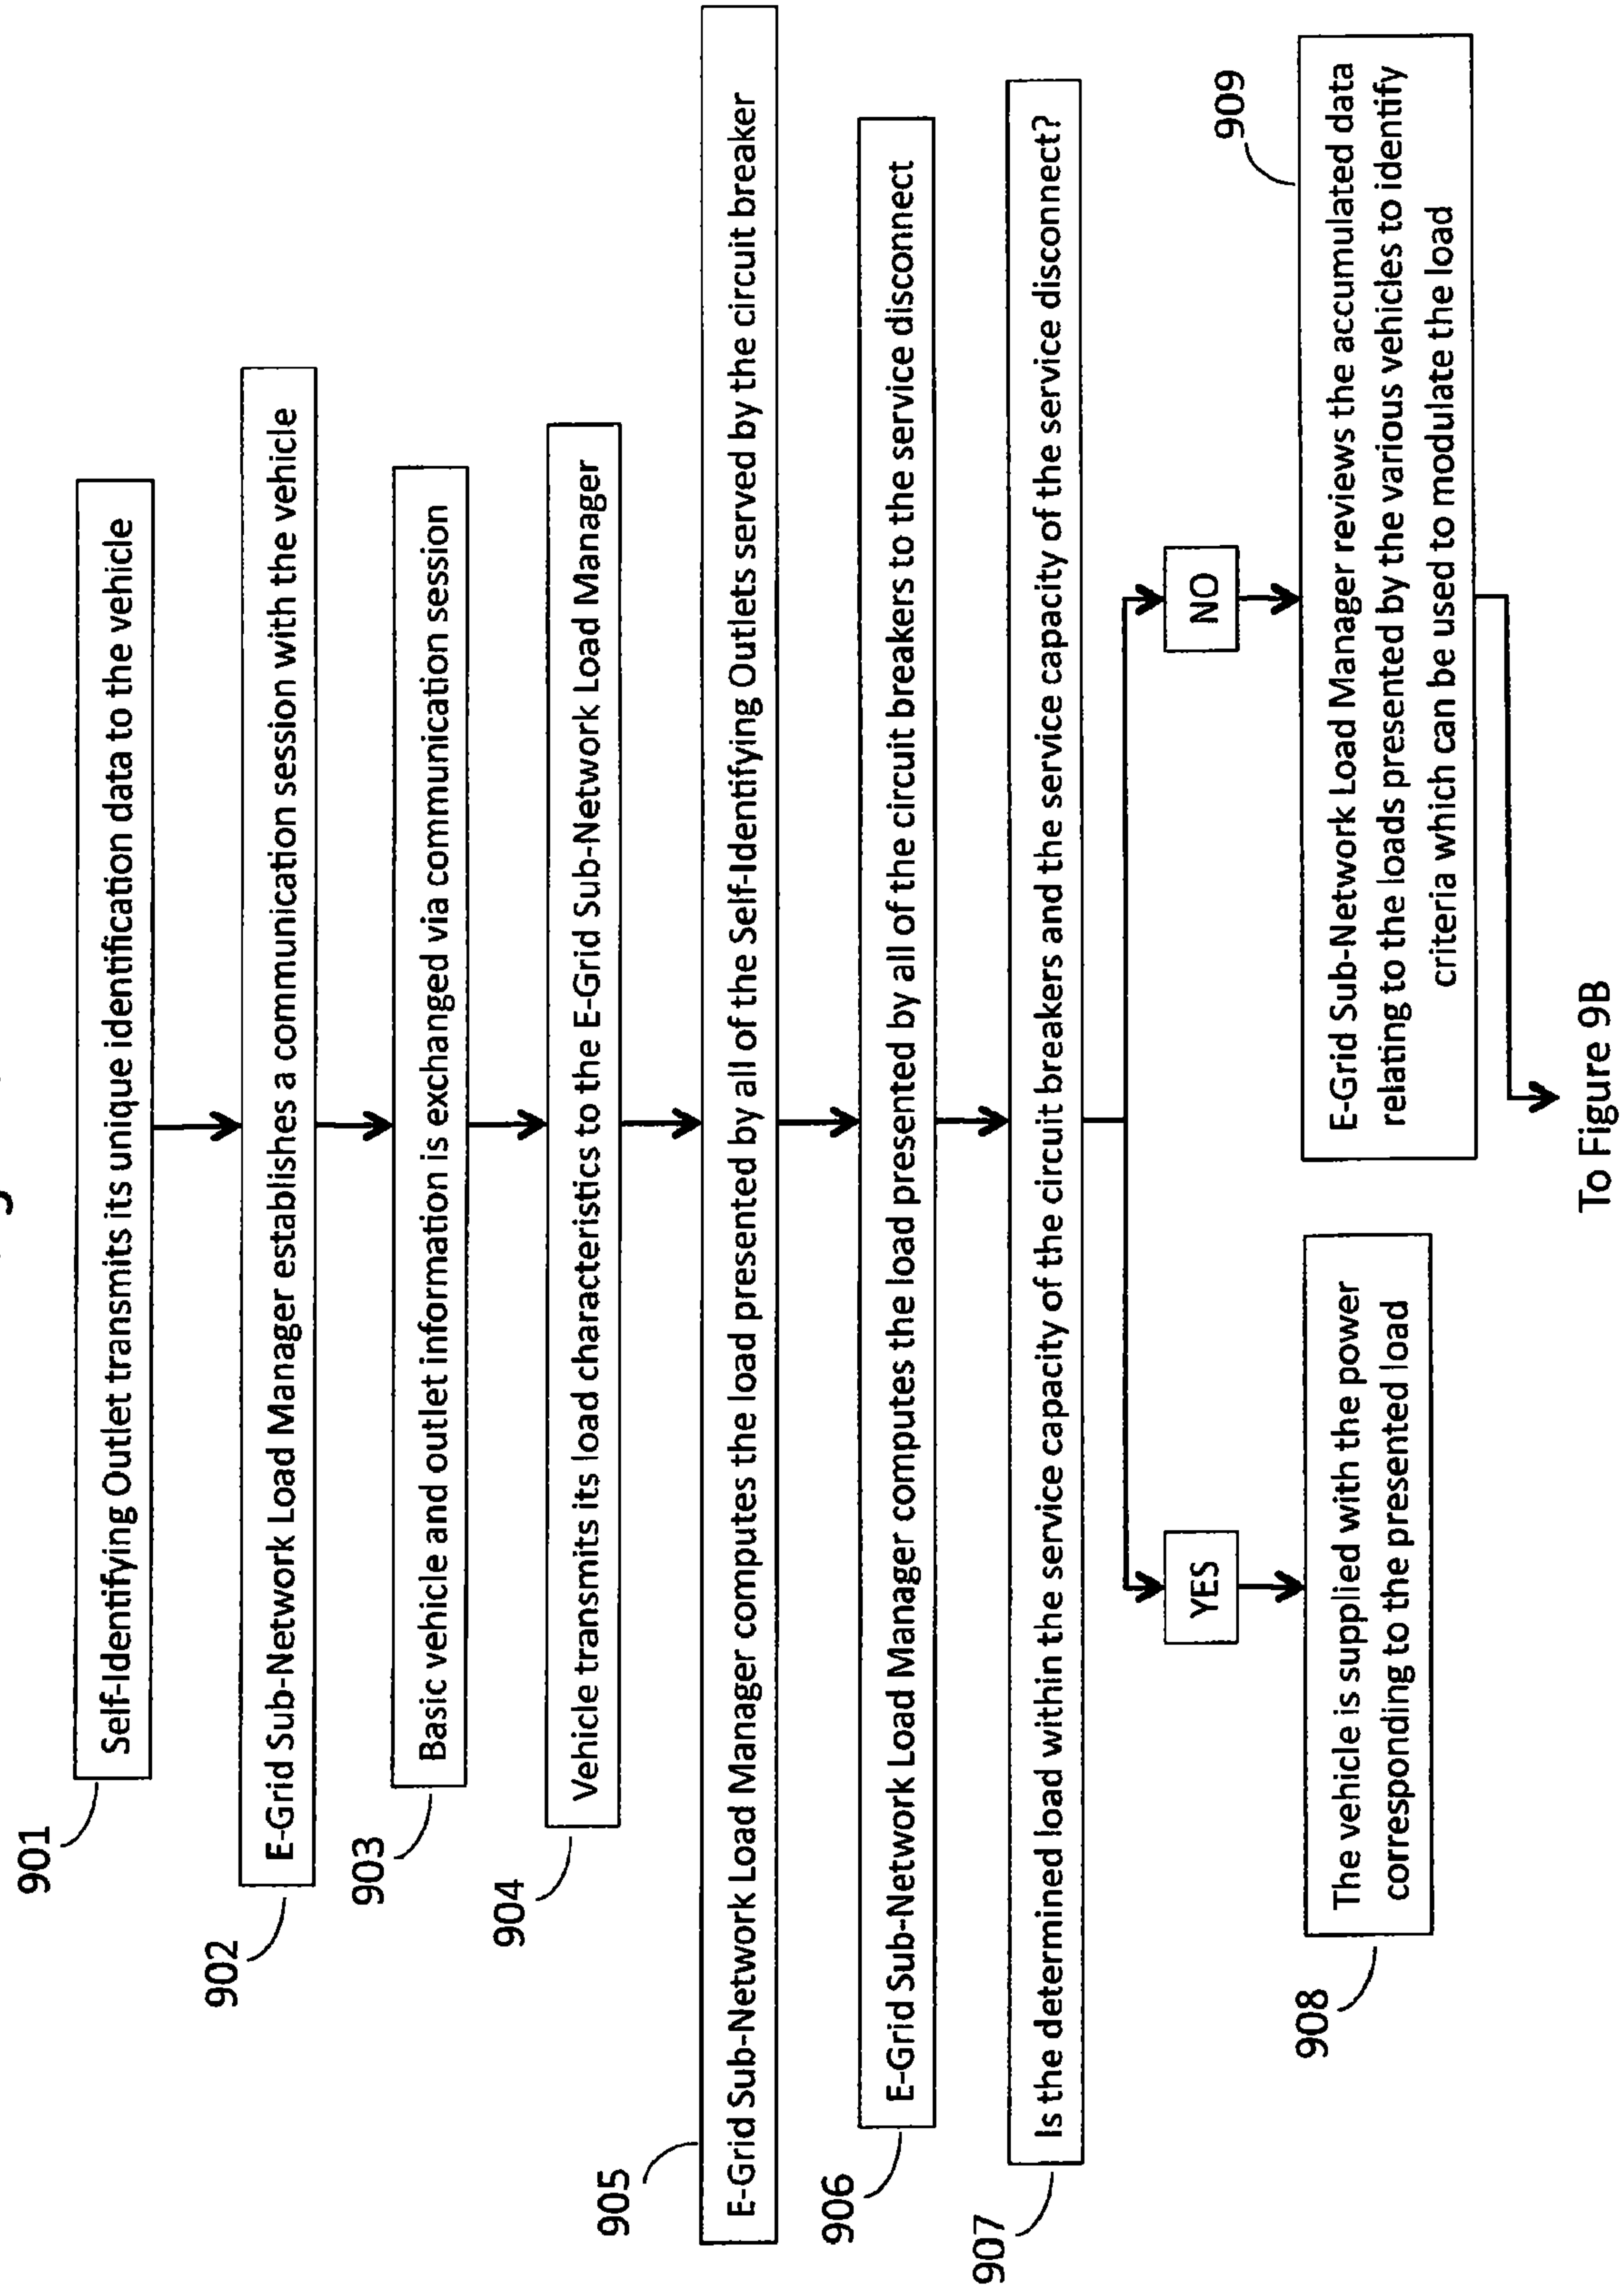 901
Self-Identifying Outlet transmits its unique identification data to the vehicle
902
E-Grid Sub-Network Load Manager establishes a communication session with the vehicle
903
Basic vehicle and outlet information is exchanged via communication session
904
Vehicle transmits its load characteristics to the E-Grid Sub-Network Load Manager
905
E-Grid Sub-Network Load Manager computes the load presented by all of the Self-Identifying Outlets served by the circuit breaker
906
E-Grid Sub-Network Load Manager computes the load presented by all of the circuit breakers to the service disconnect
907
Is the determined load within the service capacity of the circuit breakers and the service capacity of the service disconnect?
YES
NO
908
The vehicle is supplied with the power
corresponding to the presented load
909
E-Grid Sub-Network Load Manager reviews the accumulated data
relating to the loads presented by the various vehicles to identify
criteria which can be used to modulate the load
To Figure 9B